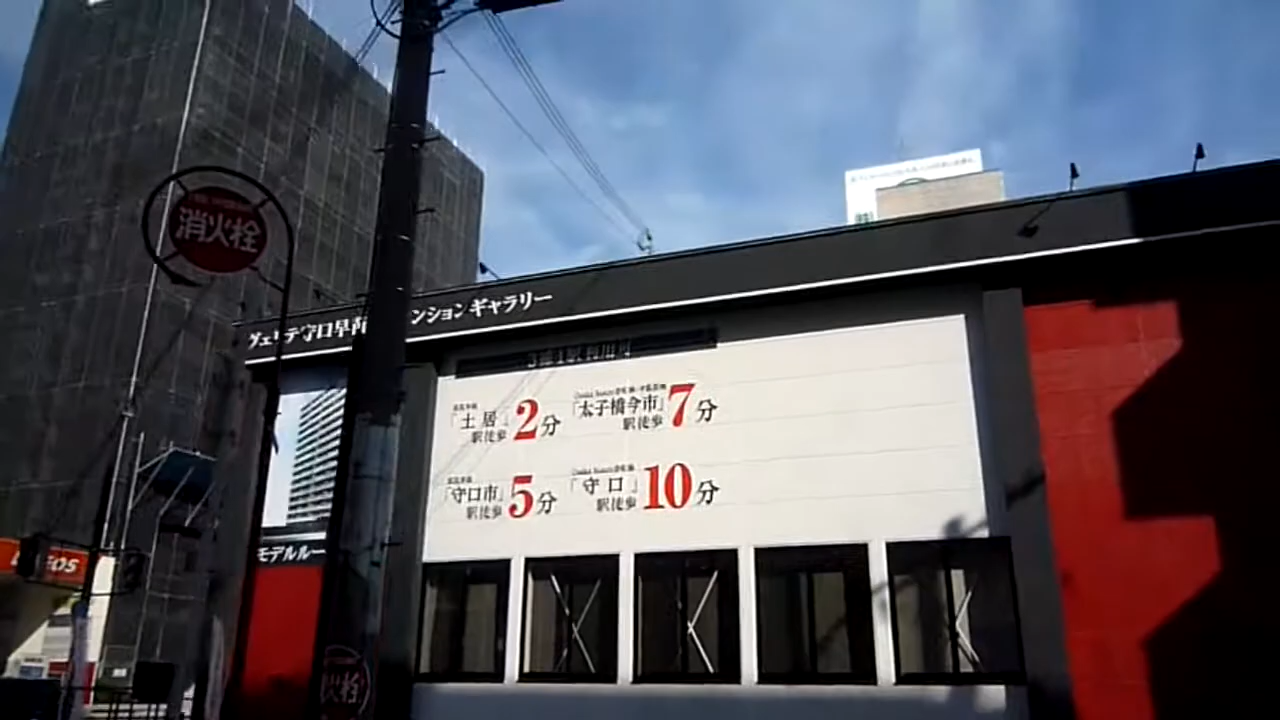 消火栓
ヴェリテ守口早苗
ンションギャラリー
「土居」
駅徒歩
2分
「太子橋今市」
駅徒歩
7分
「守口市」
駅徒歩
5分
「守口」
駅徒歩
10分
モデルルー
消火栓